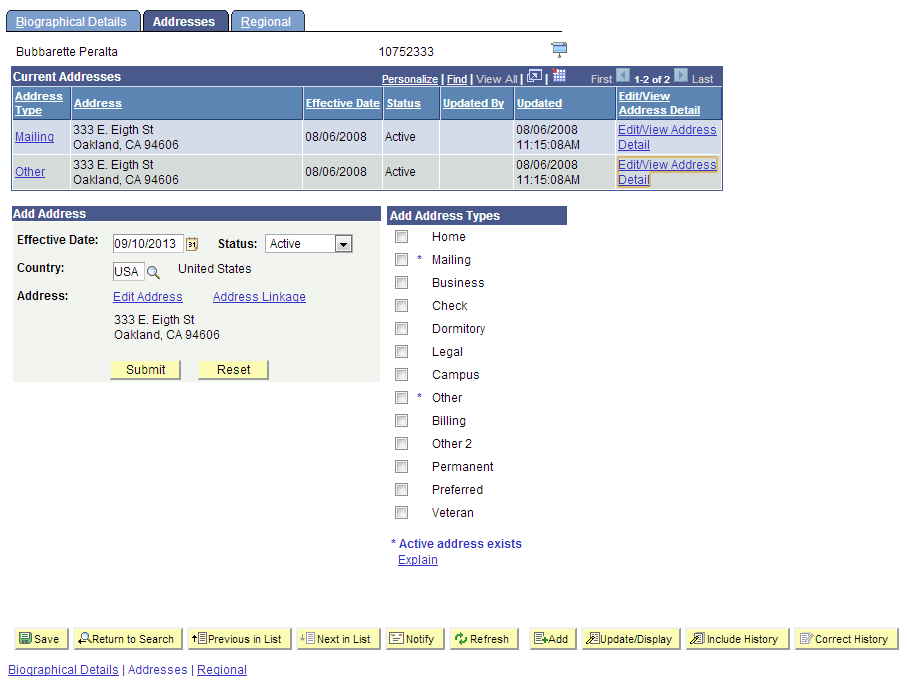 Biographical Details Addresses Regional
Bubbarette Peralta 10752333
Current Addresses Personalize | Find | View All | | First 1-2 of 2 Last
Address Type Address Effective Date Status Updated By Updated Edit/View Address Detail
Mailing 333 E. Eigth St 08/06/2008 Active 08/06/2008 Edit/View Address
Oakland, CA 94606 11:15:08AM Detail
Other 333 E. Eigth St 08/06/2008 Active 08/06/2008 Edit/View Address
Oakland, CA 94606 11:15:08AM Detail
Add Address
Effective Date: 09/10/2013 31 Status: Active
Country: USA United States
Address: Edit Address Address Linkage
333 E. Eigth St
Oakland, CA 94606
Submit Reset
Add Address Types
Home
* Mailing
Business
Check
Dormitory
Legal
Campus
* Other
Billing
Other 2
Permanent
Preferred
Veteran
* Active address exists
Explain
Save Return to Search Previous in List Next in List Notify Refresh Add Update/Display Include History Correct History
Biographical Details | Addresses | Regional